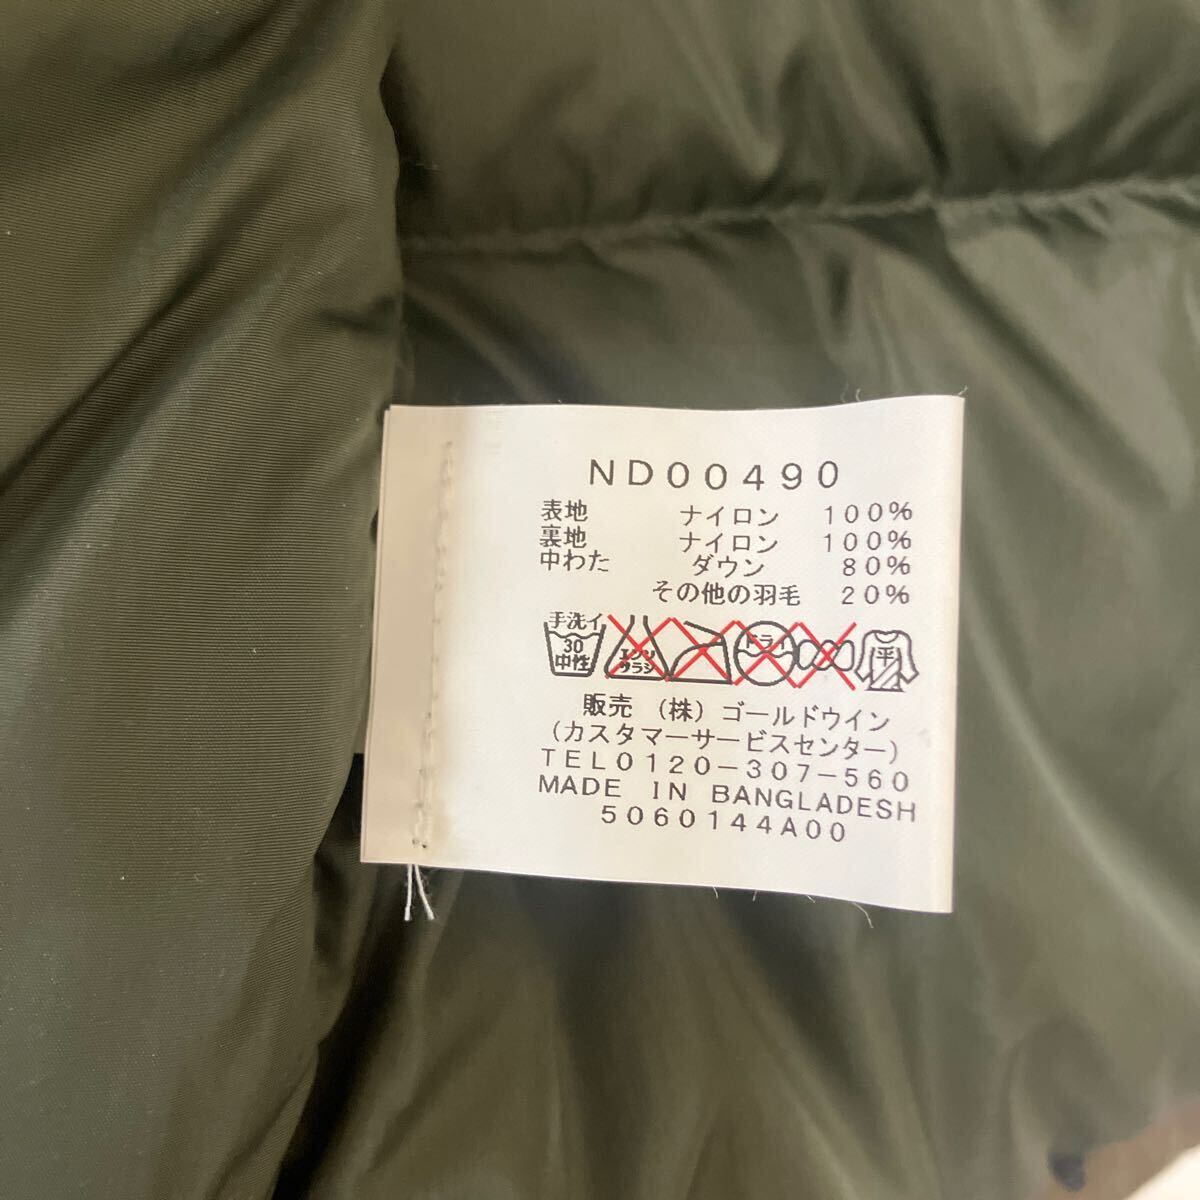 ND00490
表地 ナイロン 100%
裏地 ナイロン 100%
中わた ダウン 80%
その他の羽毛 20%
手洗イ
30
中性
エンソ
サラシ
ドライ
平
販売 (株)ゴールドウイン
(カスタマーサービスセンター)
TEL0120-307-560
MADE IN BANGLADESH
5060144A00